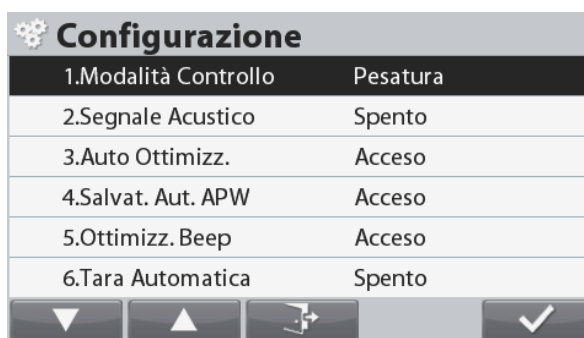 Configurazione
1.Modalità Controllo Pesatura
2.Segnale Acustico Spento
3.Auto Ottimizz. Acceso
4.Salvat. Aut. APW Acceso
5.Ottimizz. Beep Acceso
6.Tara Automatica Spento